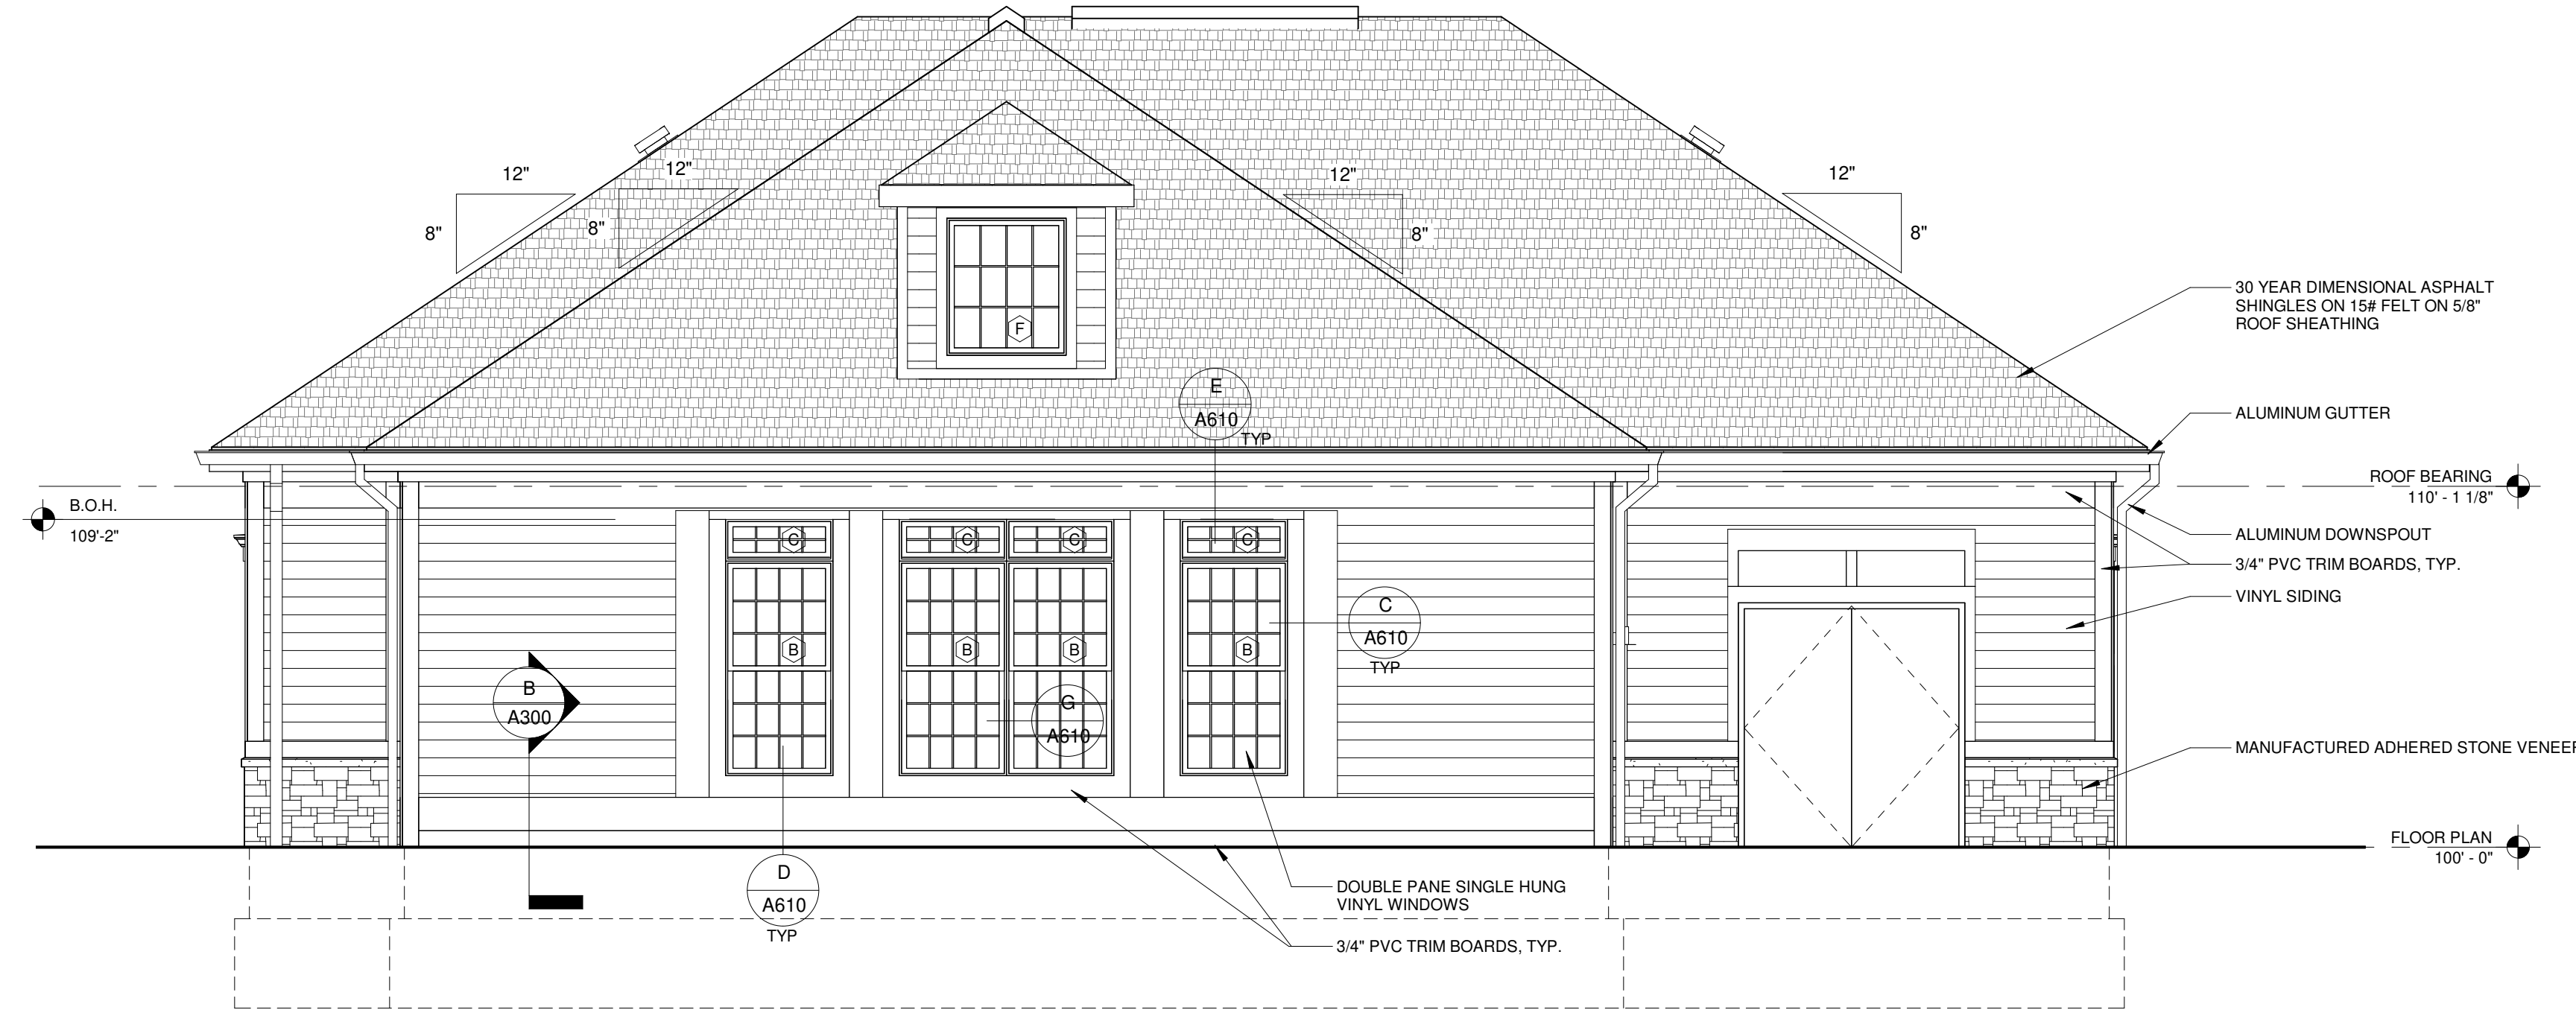 12"
12"
12"
12"
8"
8"
8"
8"
30 YEAR DIMENSIONAL ASPHALT
SHINGLES ON 15# FELT ON 5/8"
ROOF SHEATHING
F
E
A610
TYP
ALUMINUM GUTTER
ROOF BEARING
110' - 1 1/8"
B.O.H.
109'-2"
ALUMINUM DOWNSPOUT
C
C
C
C
3/4" PVC TRIM BOARDS, TYP.
VINYL SIDING
C
A610
TYP
B
B
B
B
B
A300
G
A610
MANUFACTURED ADHERED STONE VENEER
FLOOR PLAN
100' - 0"
D
A610
TYP
DOUBLE PANE SINGLE HUNG
VINYL WINDOWS
3/4" PVC TRIM BOARDS, TYP.